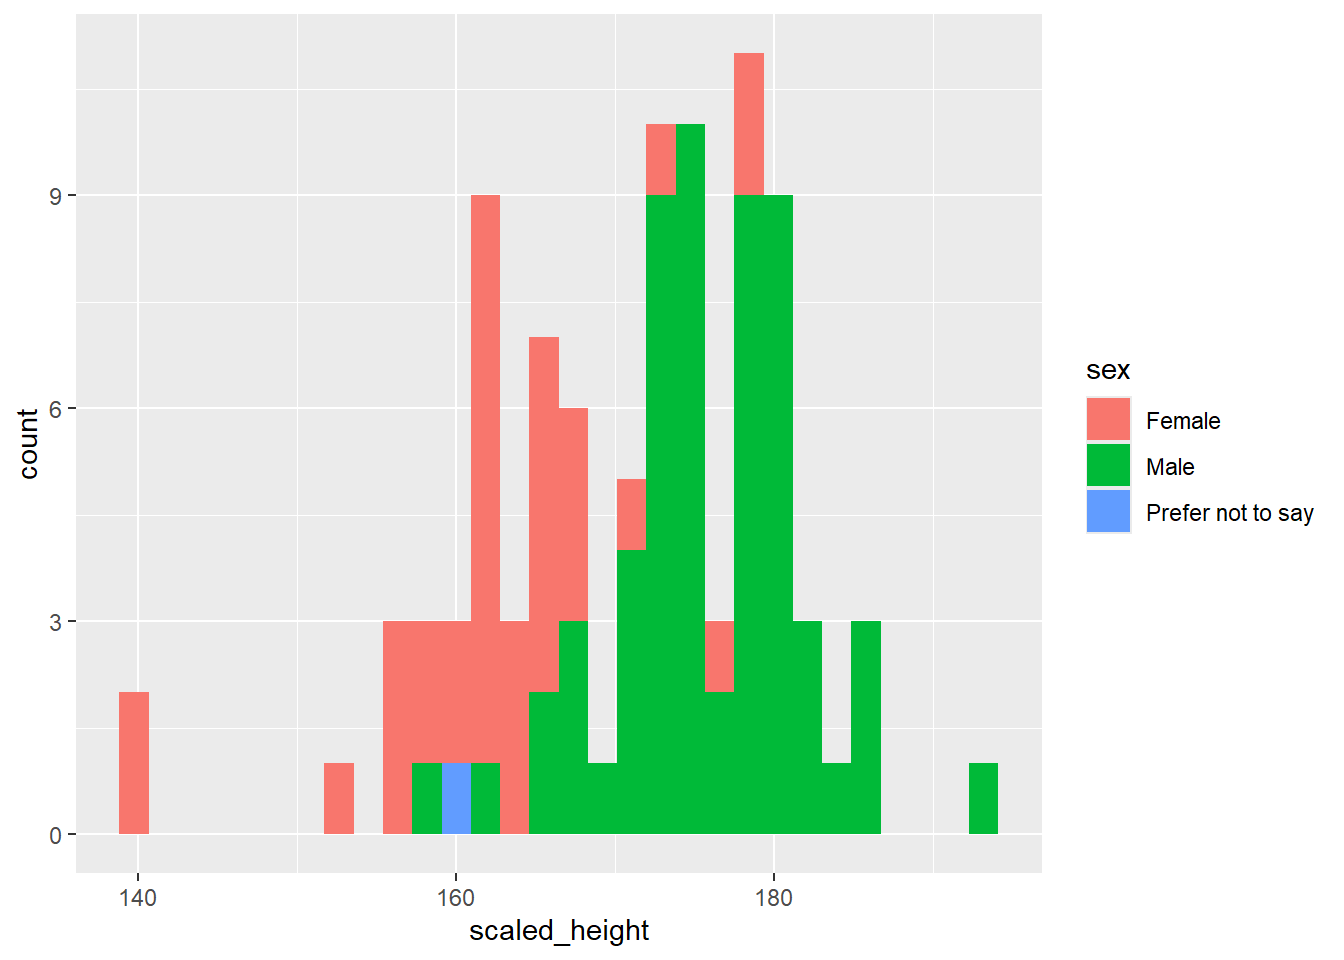 9
6
3
0
count
140
160
180
scaled_height
sex
Female
Male
Prefer not to say